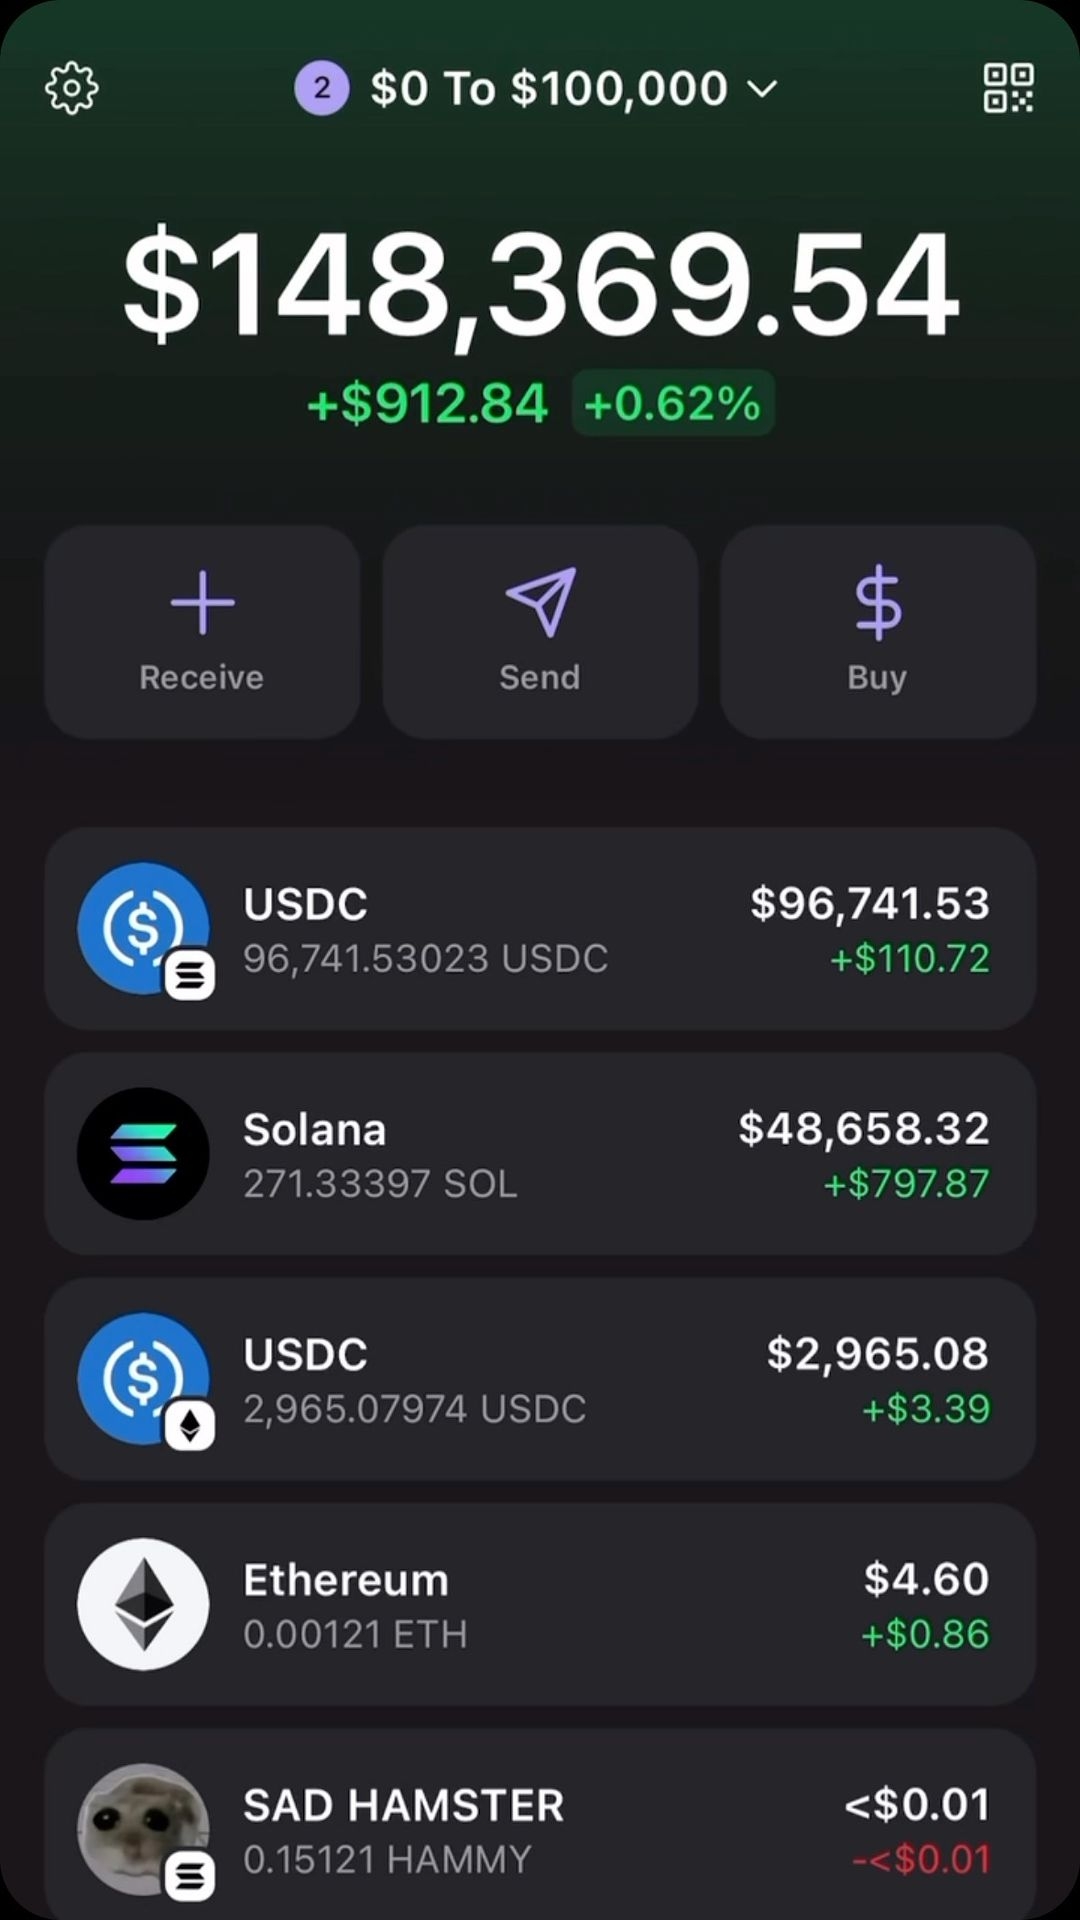 2 $0 To $100,000
$148,369.54
+$912.84 +0.62%
Receive Send Buy
USDC $96,741.53
96,741.53023 USDC +$110.72
Solana $48,658.32
271.33397 SOL +$797.87
USDC $2,965.08
2,965.07974 USDC +$3.39
Ethereum $4.60
0.00121 ETH +$0.86
SAD HAMSTER <$0.01
0.15121 HAMMY -<$0.01